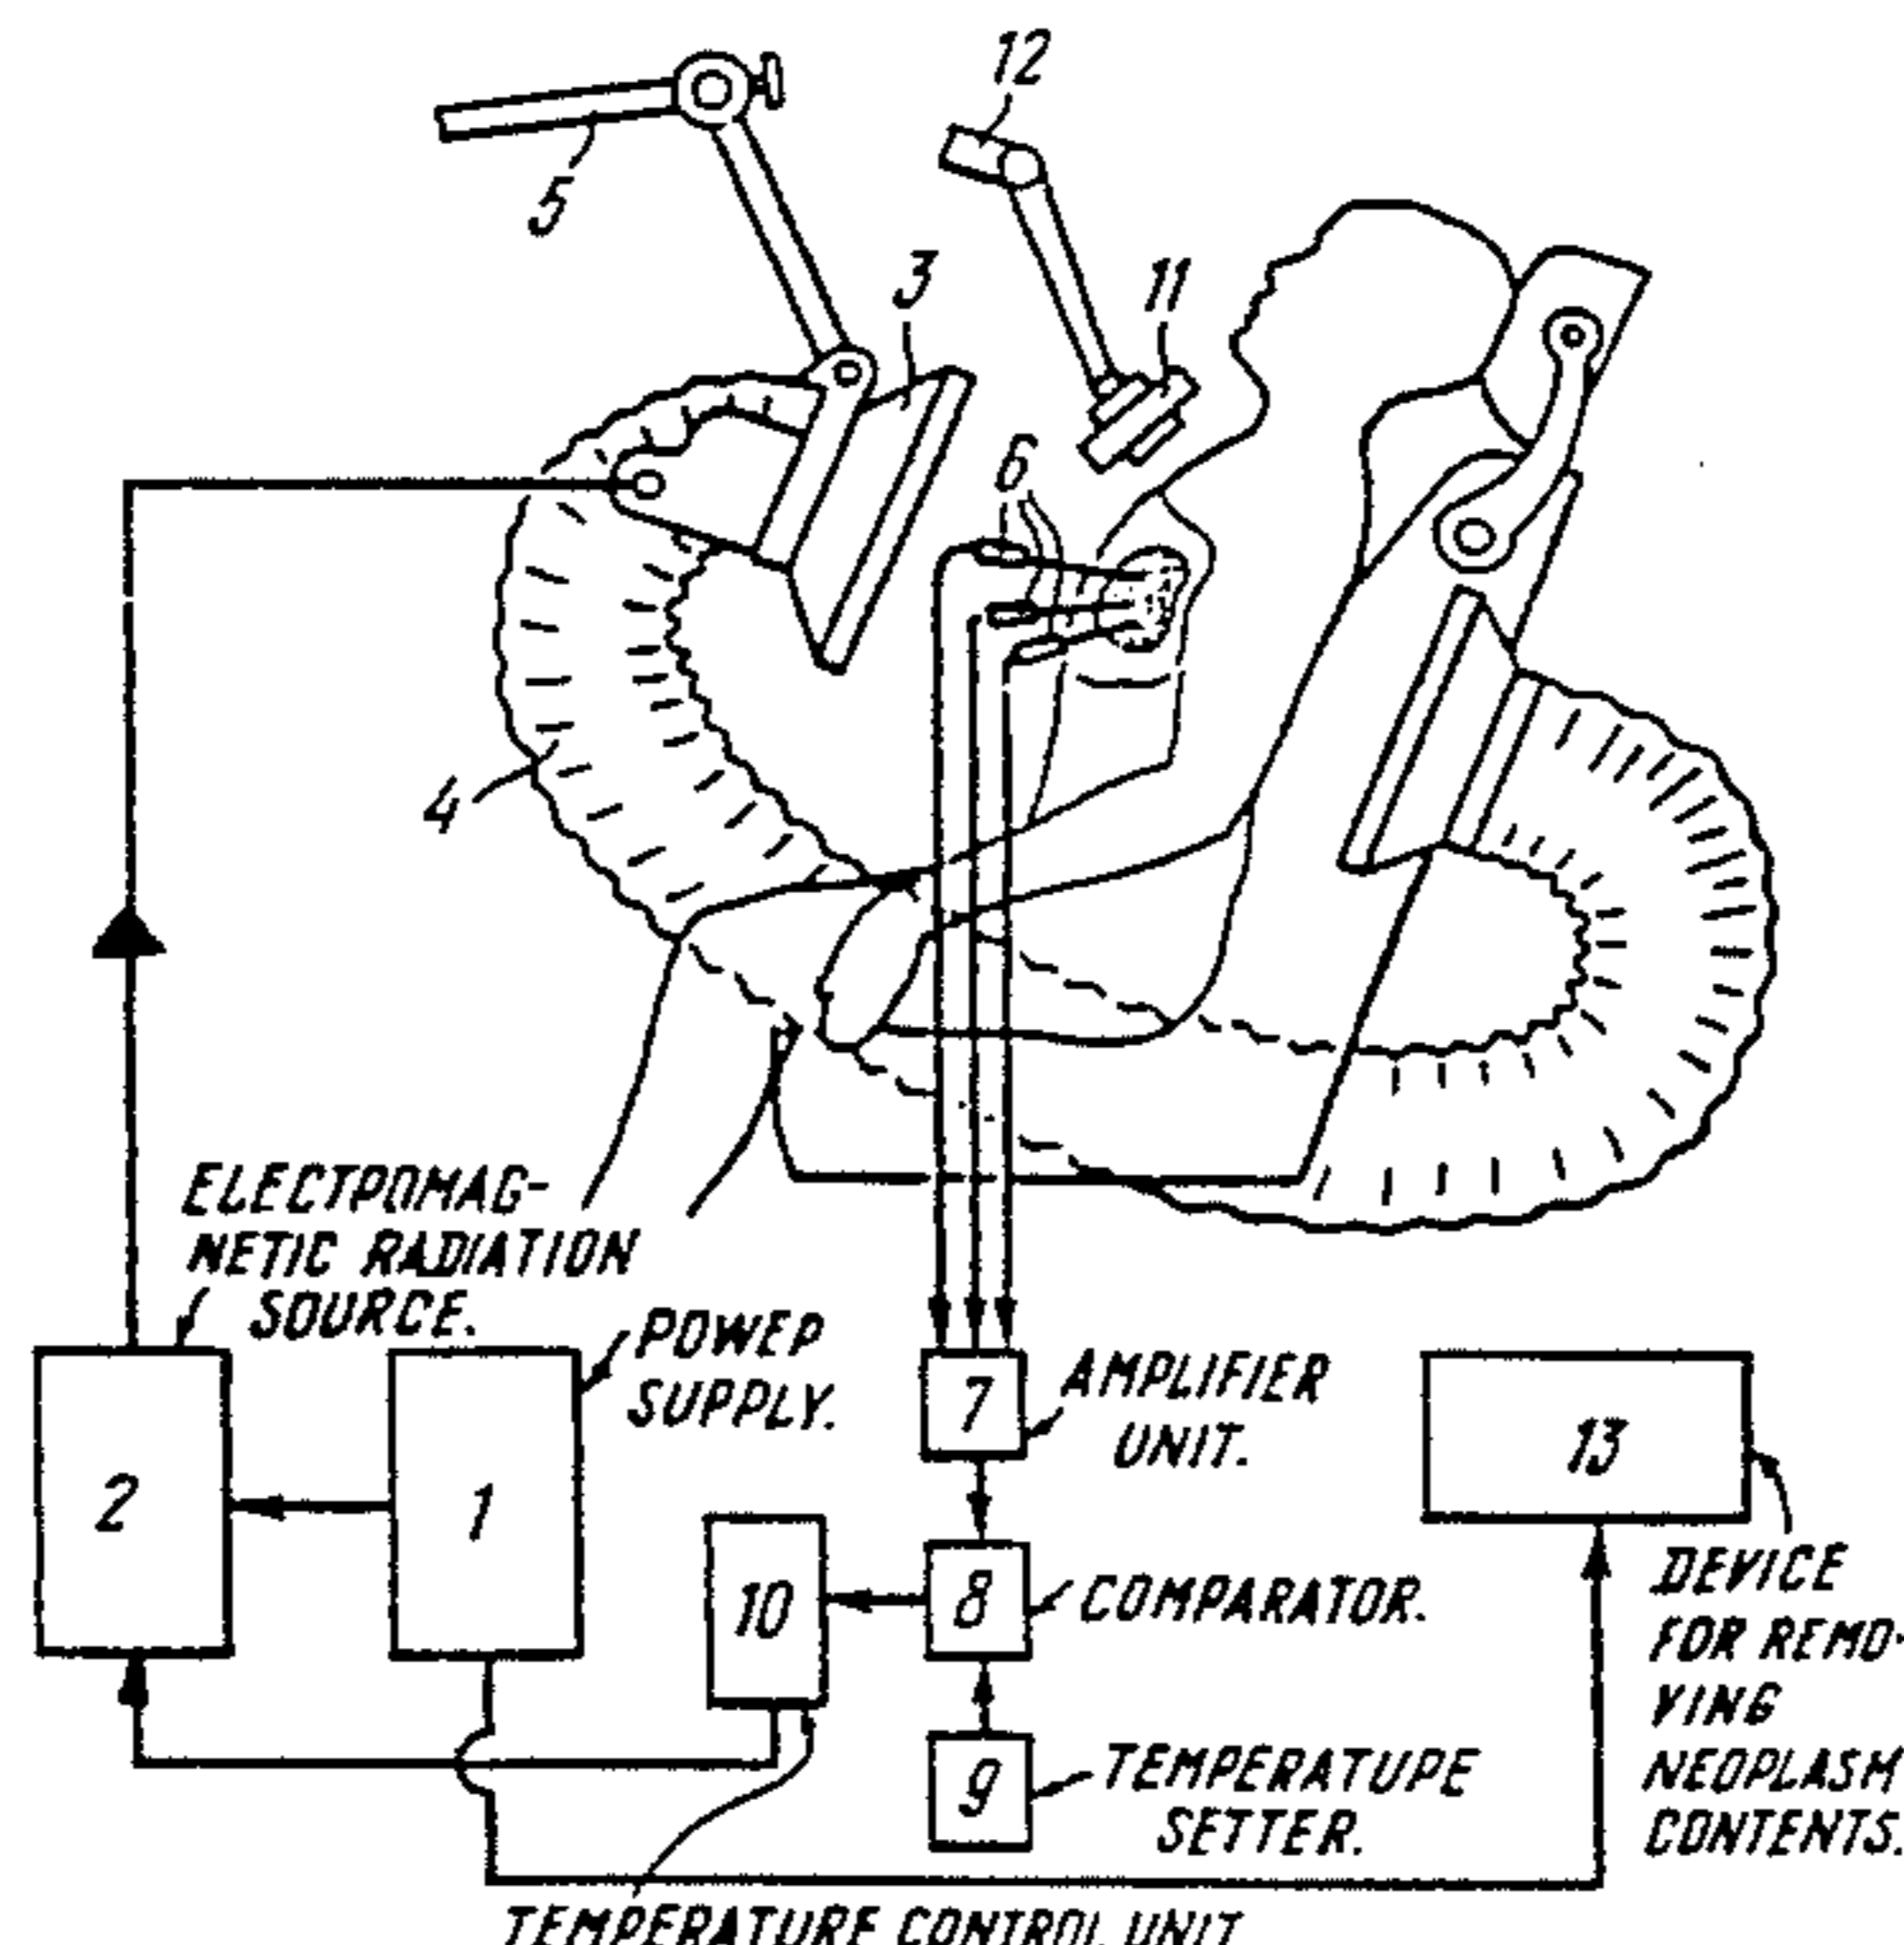 12
5
3
11
6
4
ELECTPOMAG-
NETIC RADIATION
SOURCE.
POWEP
SUPPLY.
AMPLIFIER
UNIT.
7
13
2
1
10
8
COMPARATOR.
DEVICE
FOR REMO-
VING
NEOPLASM
CONTENTS.
9
TEMPERATUPE
SETTER.
TEMPERATURE CONTROL UNIT